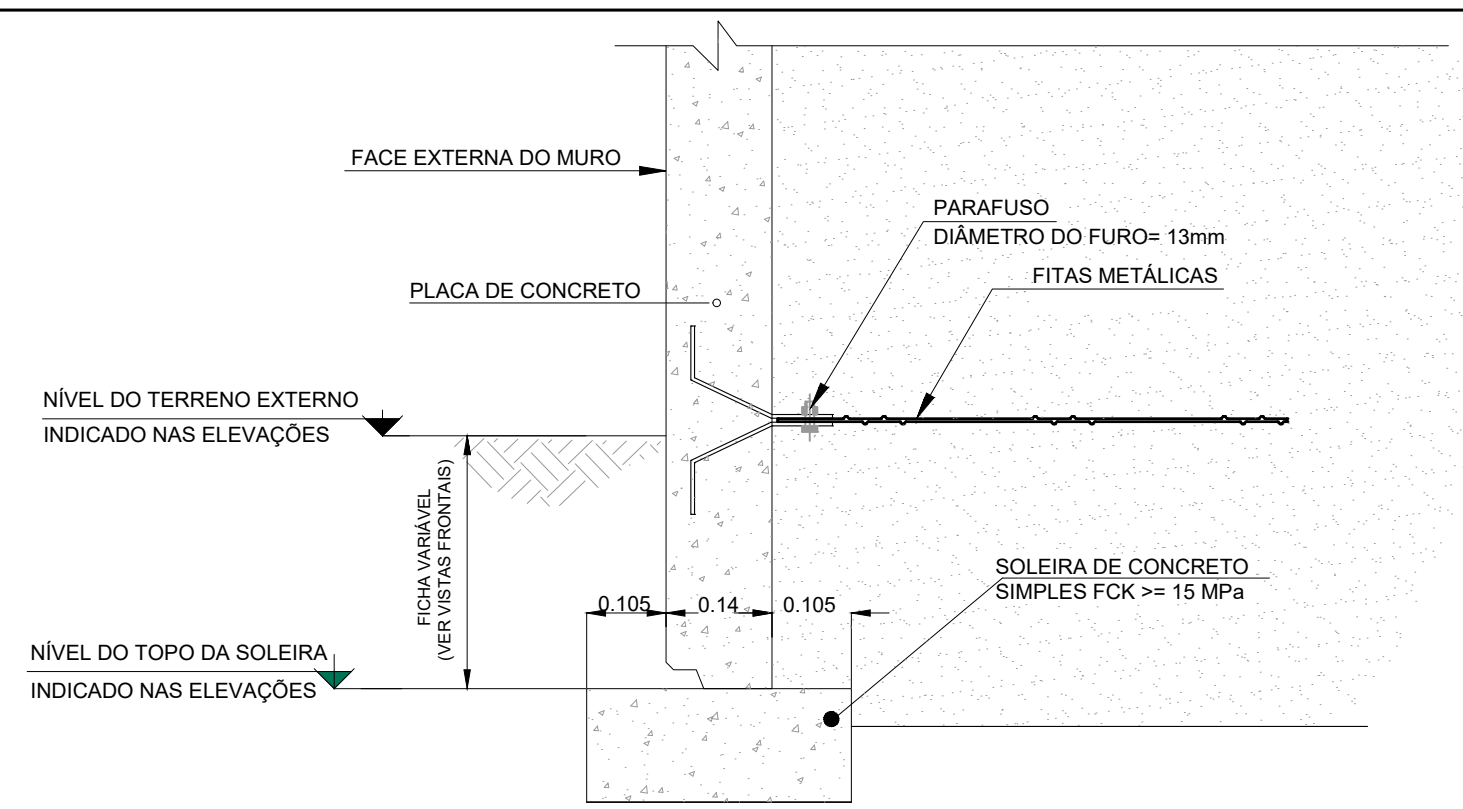 FACE EXTERNA DO MURO
PARAFUSO
DIÂMETRO DO FURO= 13mm
FITAS METÁLICAS
PLACA DE CONCRETO
NÍVEL DO TERRENO EXTERNO
INDICADO NAS ELEVAÇÕES
FICHA VARIÁVEL
(VER VISTAS FRONTAIS)
SOLEIRA DE CONCRETO
SIMPLES FCK >= 15 MPa
0.105
0.14
0.105
NÍVEL DO TOPO DA SOLEIRA
INDICADO NAS ELEVAÇÕES